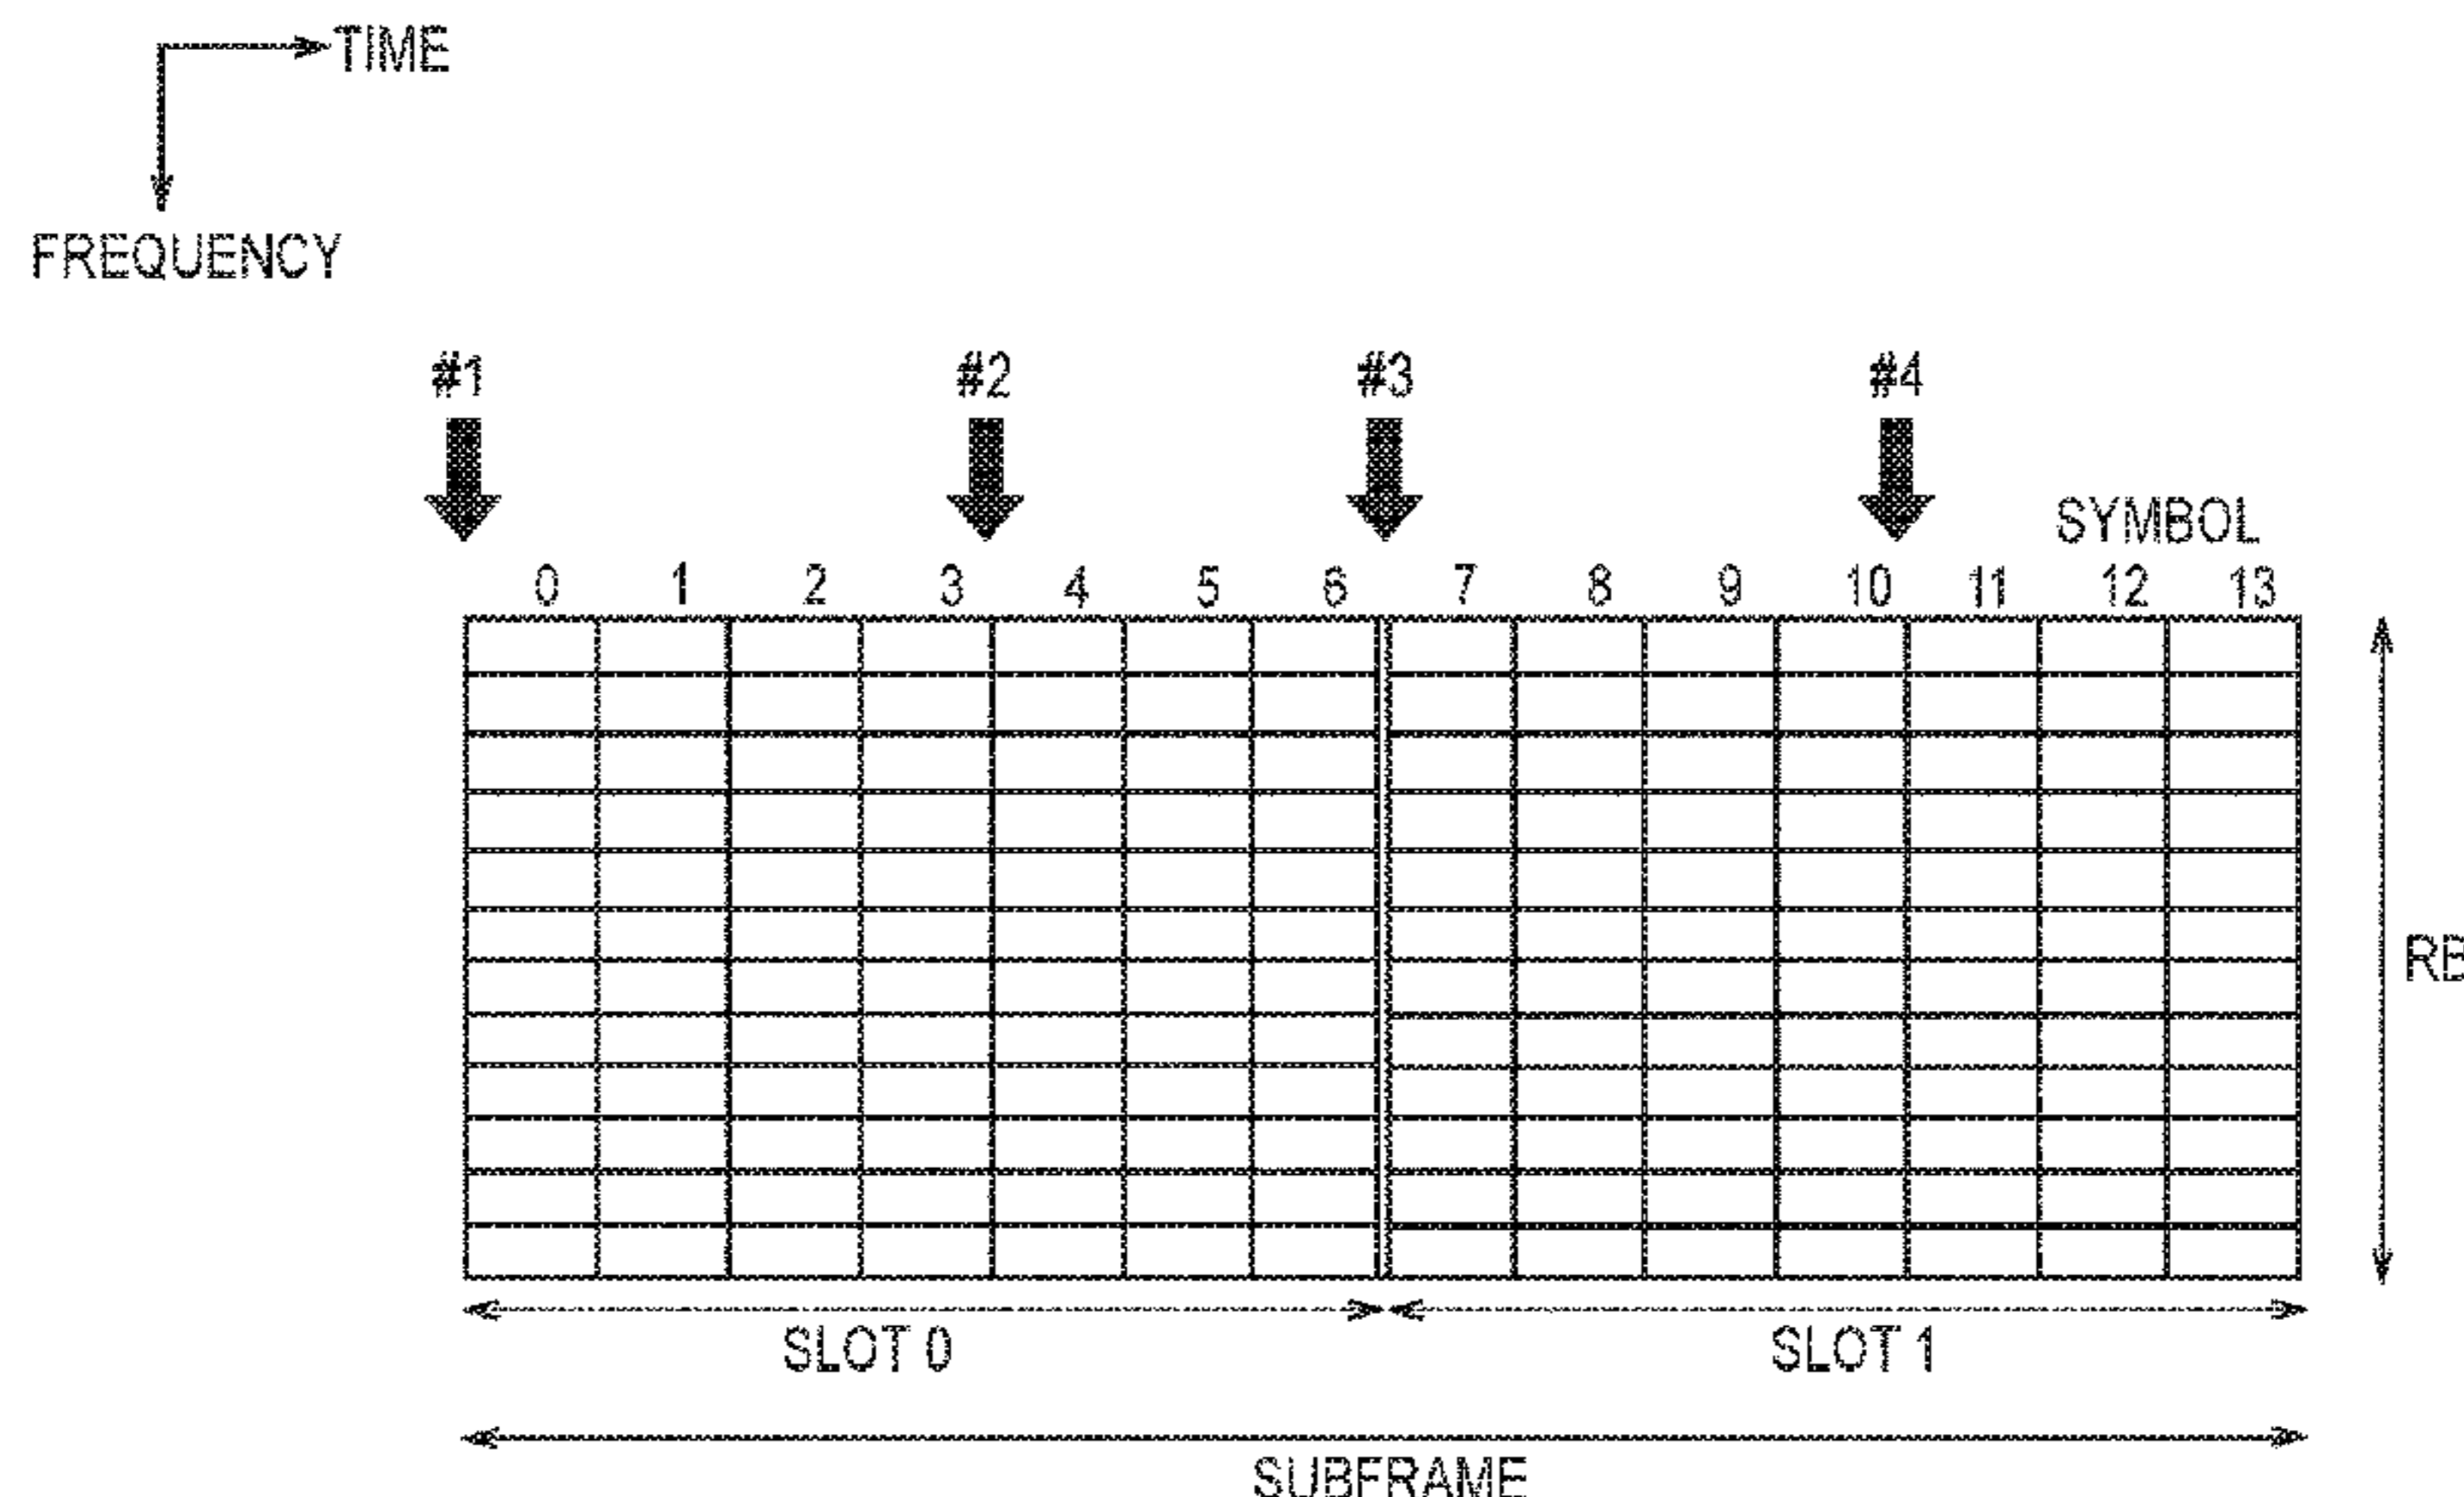 TIME
FREQUENCY
#1 #2 #3 #4
SYMBOL
0 1 2 3 4 5 6 7 8 9 10 11 12 13
RB
SLOT 0 SLOT 1
SUBFRAME